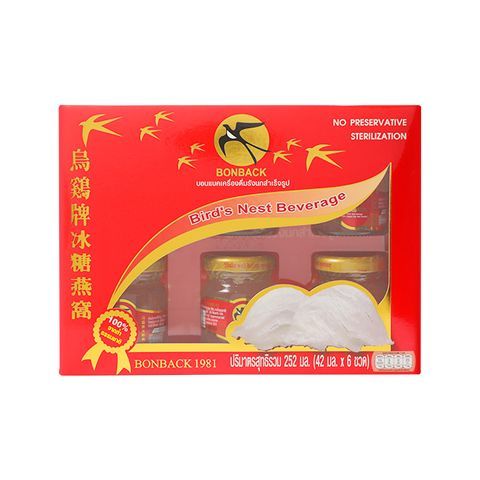 NO PRESERVATIVE
STERILIZATION
BONBACK
บอนแบคเครื่องดื่มรังนกสำเร็จรูป
Bird's Nest Beverage
烏鷄牌冰糖燕窩
100%
BONBACK 1981
ปริมาตรสุทธิรวม 252 มล. (42 มล. x 6 ขวด)